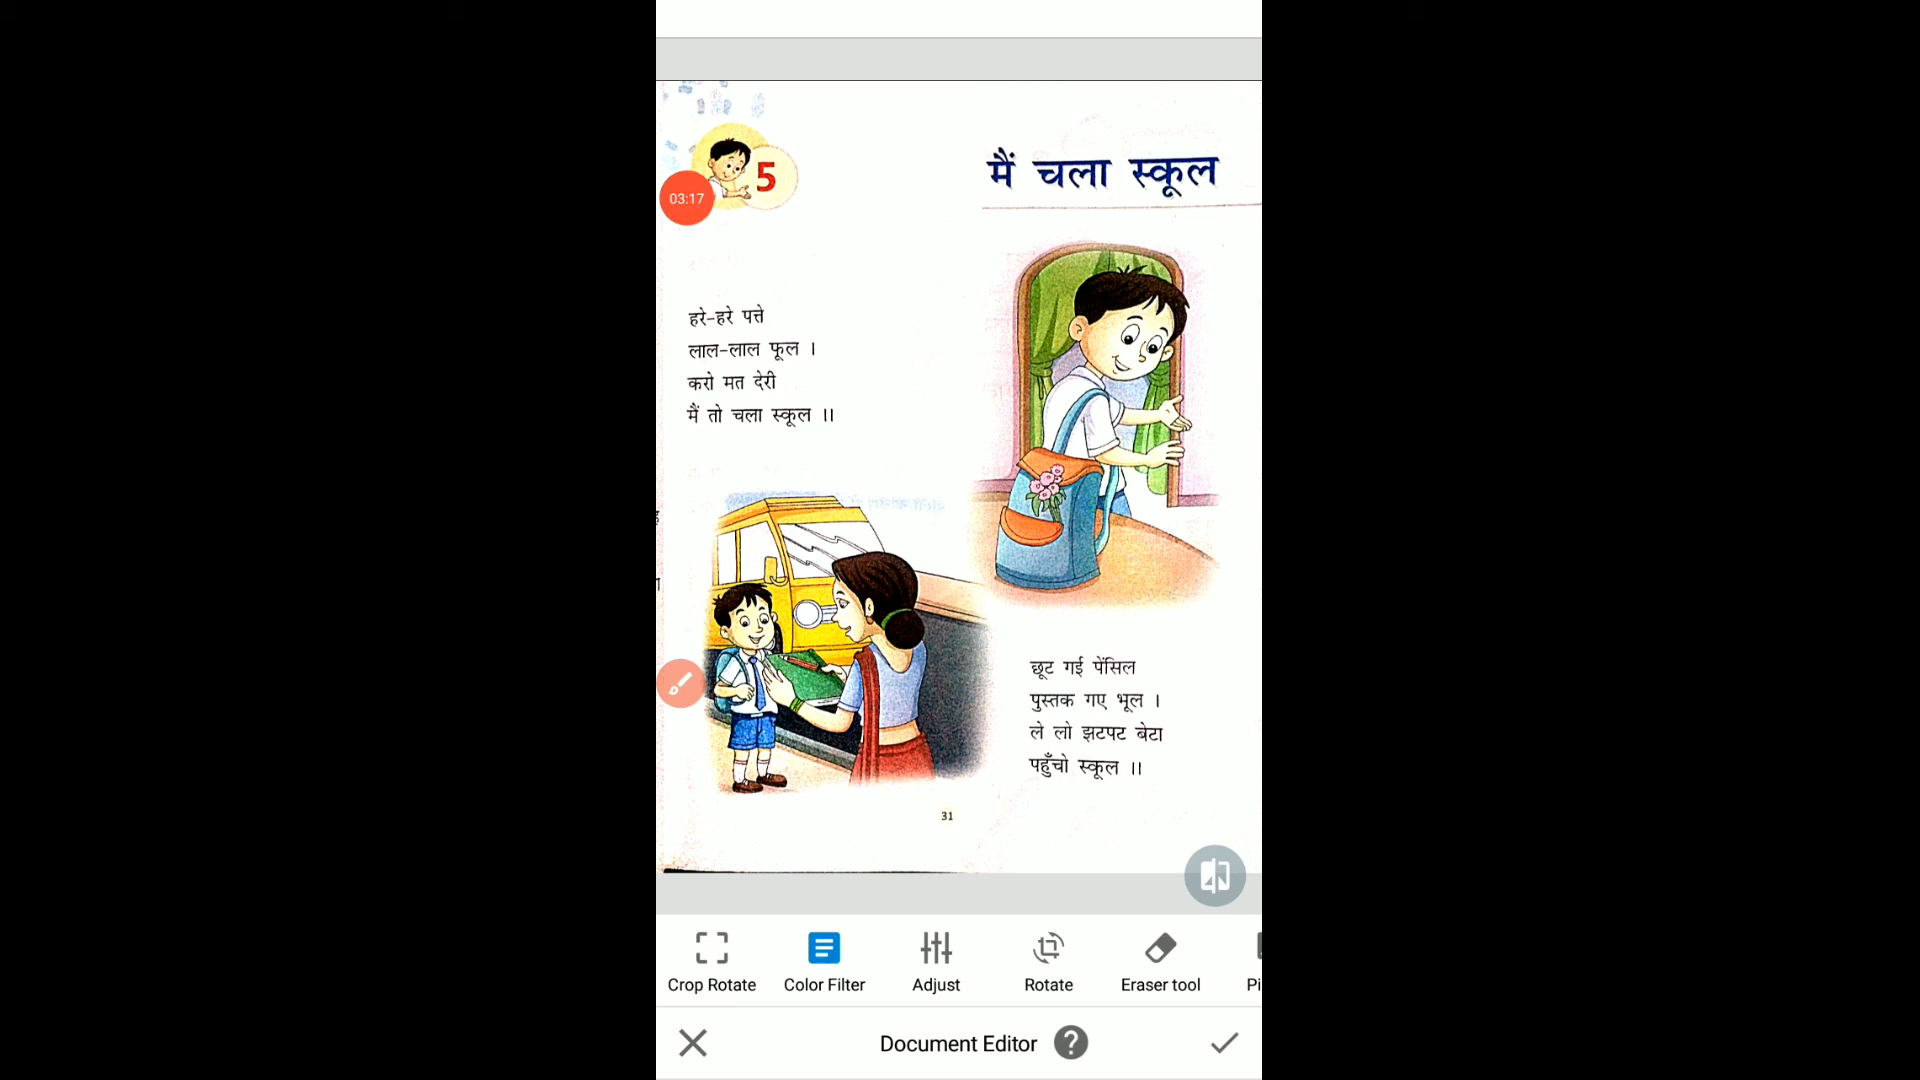 5
मैं चला स्कूल
03:17
हरे-हरे पत्ते
लाल-लाल फूल ।
करो मत देरी
मैं तो चला स्कूल ।।
छूट गई पेंसिल
पुस्तक गए भूल ।
ले लो झटपट बेटा
पहुँचो स्कूल ।।
31
Crop Rotate
Color Filter
Adjust
Rotate
Eraser tool
Pi
Document Editor
?